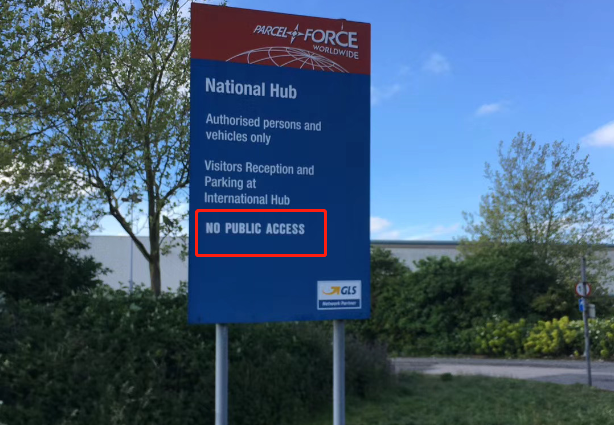 PARCEL FORCE
WORLDWIDE
National Hub
Authorised persons and
vehicles only
Visitors Reception and
Parking at
International Hub
NO PUBLIC ACCESS
GLS
Network Partner